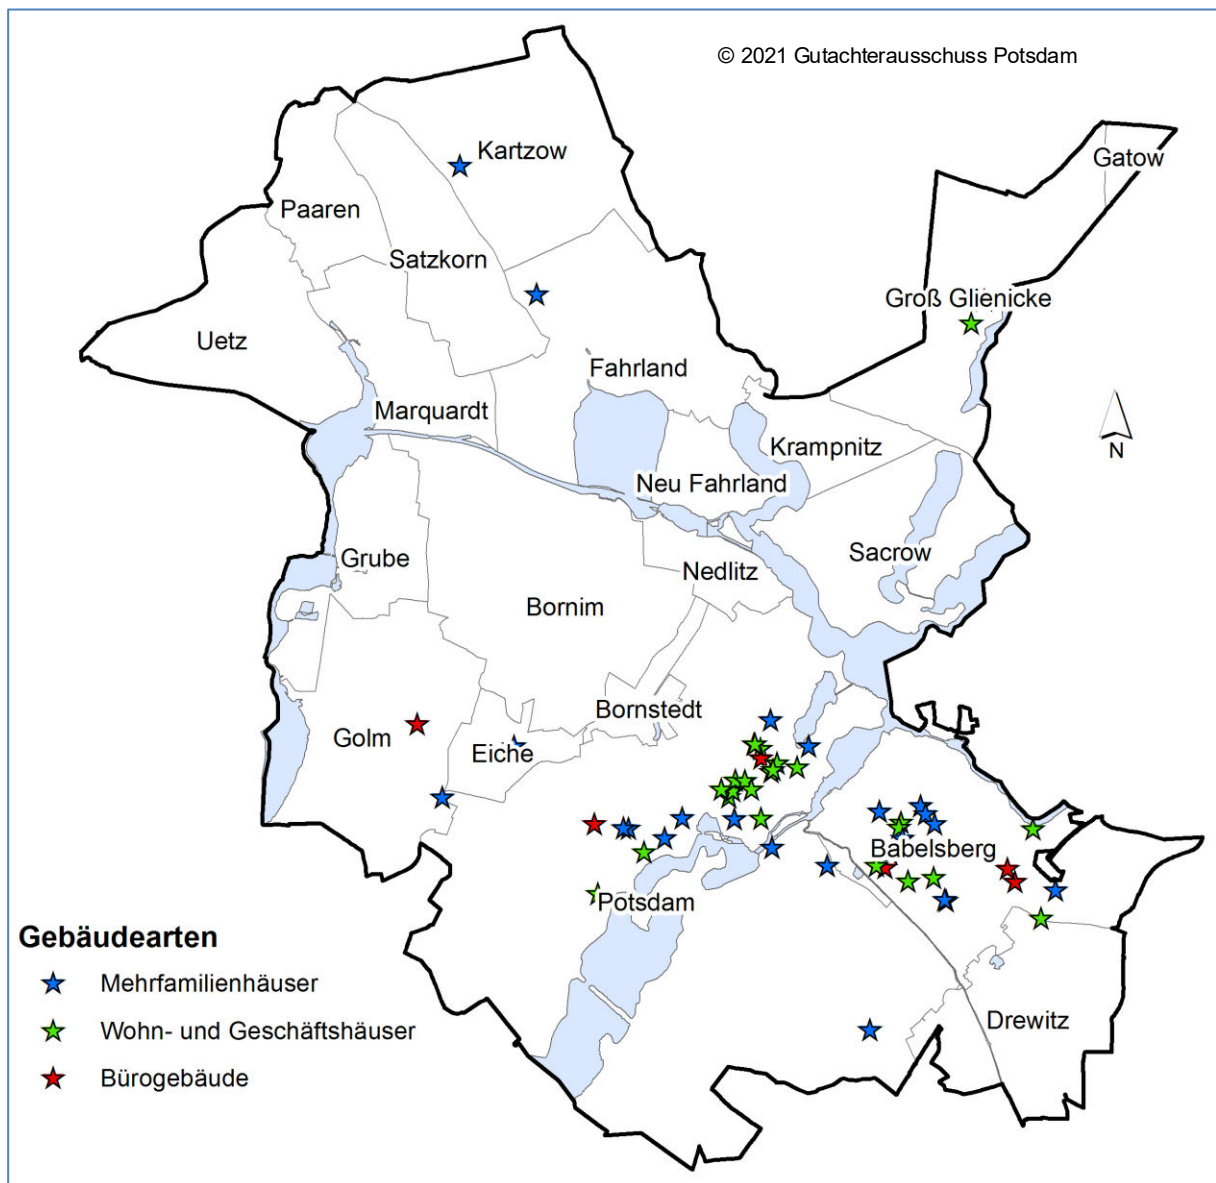 © 2021 Gutachterausschuss Potsdam
Kartzow
Gatow
Paaren
Satzkorn
Groß Glienicke
Uetz
Fahrland
Marquardt
Krampnitz
Neu Fahrland
Sacrow
Grube
Nedlitz
Bornim
Bornstedt
Golm
Eiche
Babelsberg
Potsdam
Drewitz
N
Gebäudearten
Mehrfamilienhäuser
Wohn- und Geschäftshäuser
Bürogebäude